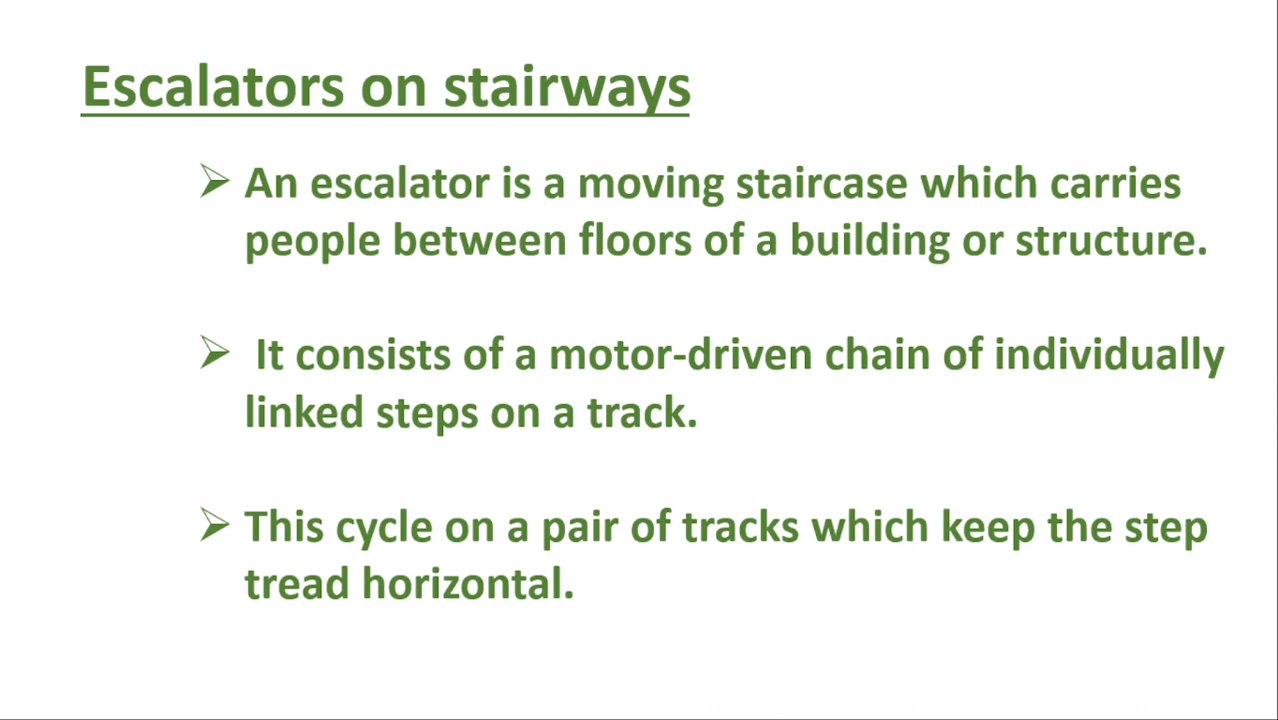 Escalators on stairways
➢ An escalator is a moving staircase which carries
people between floors of a building or structure.
➢ It consists of a motor-driven chain of individually
linked steps on a track.
➢ This cycle on a pair of tracks which keep the step
tread horizontal.